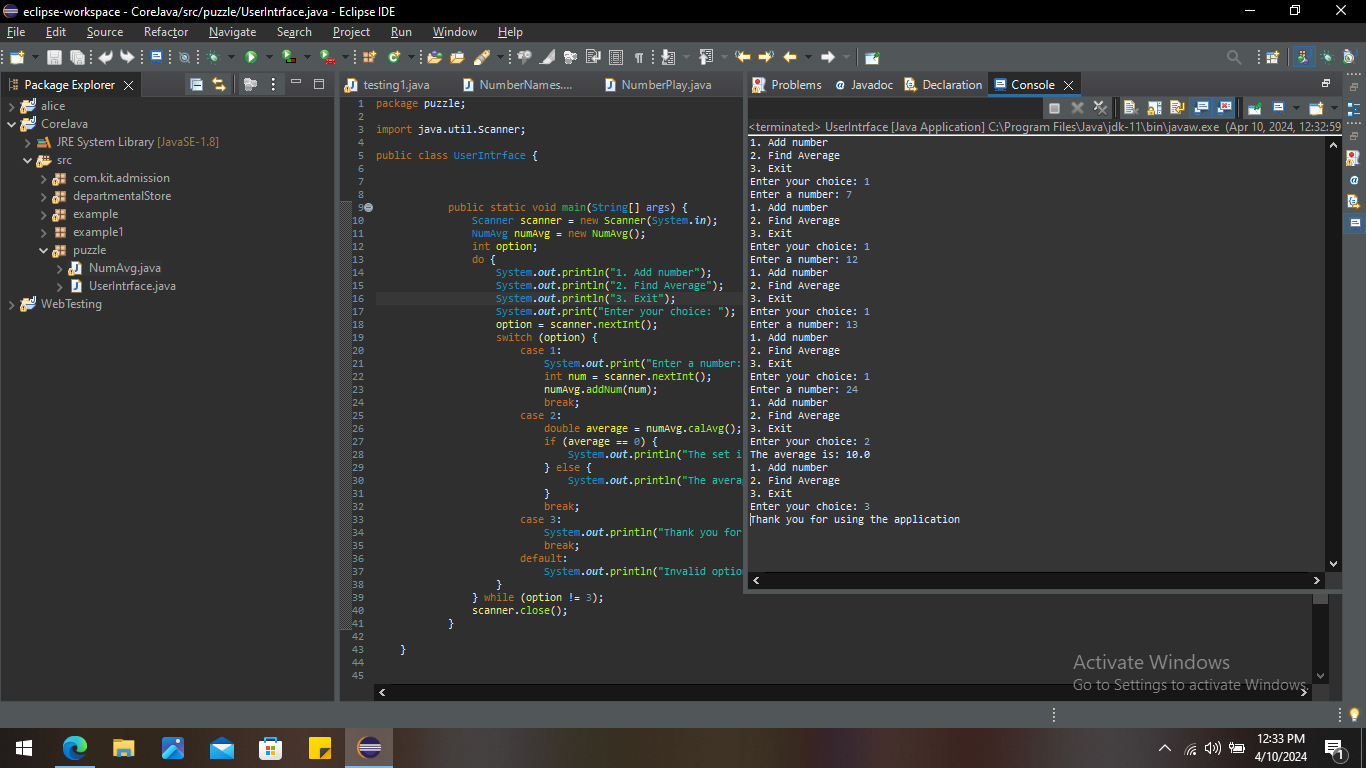 eclipse-workspace - CoreJava/src/puzzle/UserIntrface.java - Eclipse IDE
File Edit Source Refactor Navigate Search Project Run Window Help
Package Explorer
alice
CoreJava
JRE System Library [JavaSE-1.8]
src
com.kit.admission
departmentalStore
example
example1
puzzle
NumAvg.java
UserIntrface.java
WebTesting
testing1.java NumberNames.... NumberPlay.java
1 package puzzle;
2
3 import java.util.Scanner;
4
5 public class UserIntrface {
6
7
8
9 public static void main(String[] args) {
10 Scanner scanner = new Scanner(System.in);
11 NumAvg numAvg = new NumAvg();
12 int option;
13 do {
14 System.out.println("1. Add number");
15 System.out.println("2. Find Average");
16 System.out.println("3. Exit");
17 System.out.print("Enter your choice: ");
18 option = scanner.nextInt();
19 switch (option) {
20 case 1:
21 System.out.print("Enter a number:
22 int num = scanner.nextInt();
23 numAvg.addNum(num);
24 break;
25 case 2:
26 double average = numAvg.calAvg();
27 if (average == 0) {
28 System.out.println("The set i
29 } else {
30 System.out.println("The avera
31 }
32 break;
33 case 3:
34 System.out.println("Thank you for
35 break;
36 default:
37 System.out.println("Invalid optio
38 }
39 } while (option != 3);
40 scanner.close();
41 }
42
43 }
44
45
Problems Javadoc Declaration Console
<terminated> UserIntrface [Java Application] C:\Program Files\Java\jdk-11\bin\javaw.exe (Apr 10, 2024, 12:32:59
1. Add number
2. Find Average
3. Exit
Enter your choice: 1
Enter a number: 7
1. Add number
2. Find Average
3. Exit
Enter your choice: 1
Enter a number: 12
1. Add number
2. Find Average
3. Exit
Enter your choice: 1
Enter a number: 13
1. Add number
2. Find Average
3. Exit
Enter your choice: 1
Enter a number: 24
1. Add number
2. Find Average
3. Exit
Enter your choice: 2
The average is: 10.0
1. Add number
2. Find Average
3. Exit
Enter your choice: 3
Thank you for using the application
Activate Windows
Go to Settings to activate Windows.
12:33 PM
4/10/2024
1